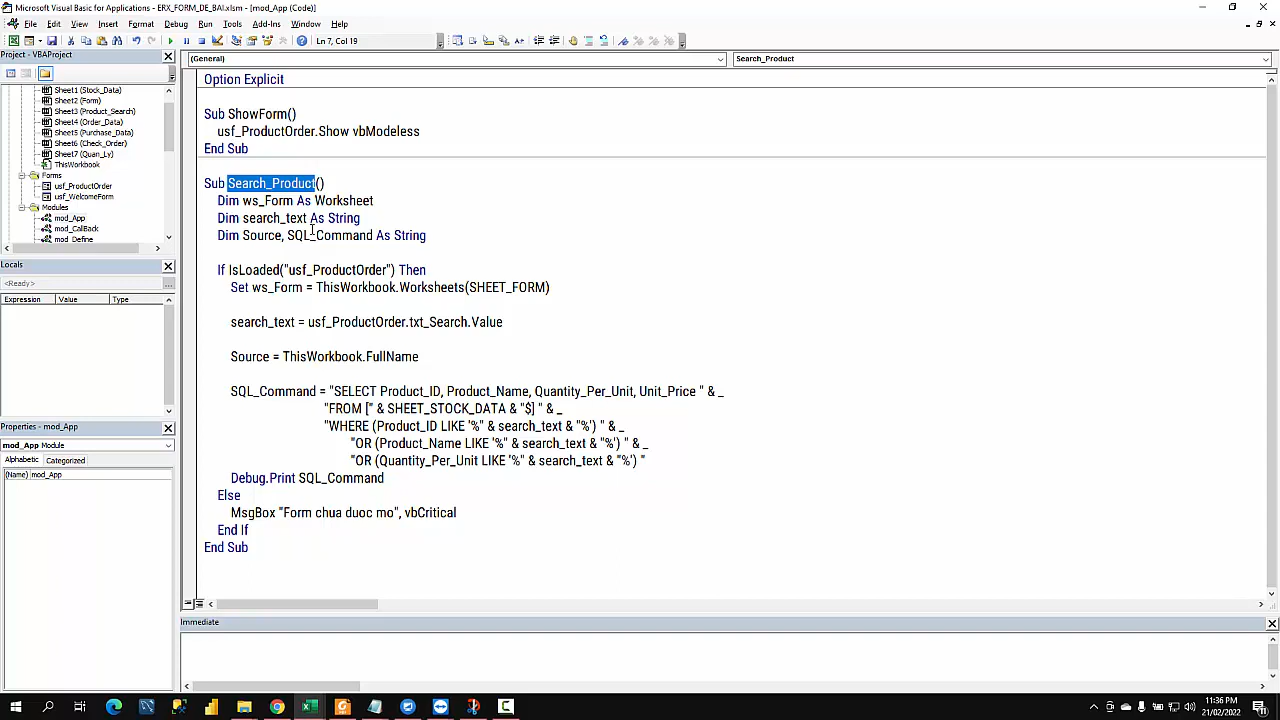 Microsoft Visual Basic for Applications - ERX_FORM_DE_BAI.xlsm - [mod_App (Code)]
File Edit View Insert Format Debug Run Tools Add-Ins Window Help
Ln 7, Col 19
Project - VBAProject
Sheet1 (Stock_Data)
Sheet2 (Form)
Sheet3 (Product_Search)
Sheet4 (Order_Data)
Sheet5 (Purchase_Data)
Sheet6 (Check_Order)
Sheet7 (Quan_Ly)
ThisWorkbook
Forms
usf_ProductOrder
usf_WelcomeForm
Modules
mod_App
mod_CallBack
mod_Define
Locals
<Ready>
Expression Value Type
Properties - mod_App
mod_App Module
Alphabetic Categorized
(Name) mod_App
(General)
Search_Product
Option Explicit
Sub ShowForm()
usf_ProductOrder.Show vbModeless
End Sub
Sub Search_Product()
Dim ws_Form As Worksheet
Dim search_text As String
Dim Source, SQL_Command As String
If IsLoaded("usf_ProductOrder") Then
Set ws_Form = ThisWorkbook.Worksheets(SHEET_FORM)
search_text = usf_ProductOrder.txt_Search.Value
Source = ThisWorkbook.FullName
SQL_Command = "SELECT Product_ID, Product_Name, Quantity_Per_Unit, Unit_Price " & _
"FROM [" & SHEET_STOCK_DATA & "$] " & _
"WHERE (Product_ID LIKE '%" & search_text & "%') " & _
"OR (Product_Name LIKE '%" & search_text & "%') " & _
"OR (Quantity_Per_Unit LIKE '%" & search_text & "%') "
Debug.Print SQL_Command
Else
MsgBox "Form chua duoc mo", vbCritical
End If
End Sub
Immediate
11:36 PM
21/02/2022